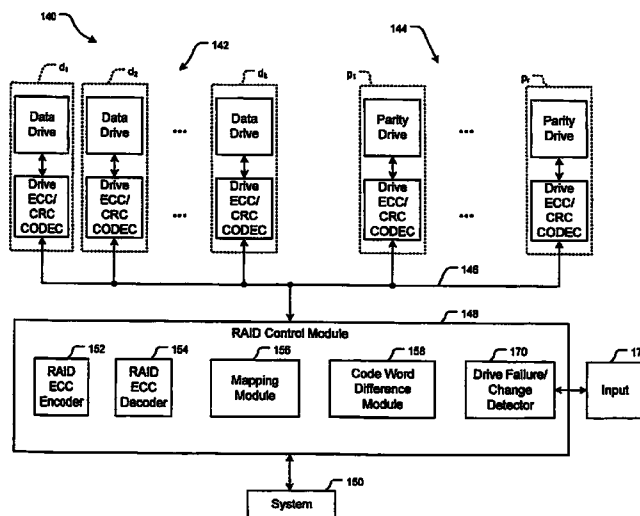 140
142
144
d1
d2
dk
p1
pr
Data
Drive
Data
Drive
...
Data
Drive
Parity
Drive
...
Parity
Drive
Drive
ECC/
CRC
CODEC
Drive
ECC/
CRC
CODEC
...
Drive
ECC/
CRC
CODEC
Drive
ECC/
CRC
CODEC
...
Drive
ECC/
CRC
CODEC
146
148
RAID Control Module
152
154
156
158
170
RAID
ECC
Encoder
RAID
ECC
Decoder
Mapping
Module
Code Word
Difference
Module
Drive Failure/
Change
Detector
Input
System